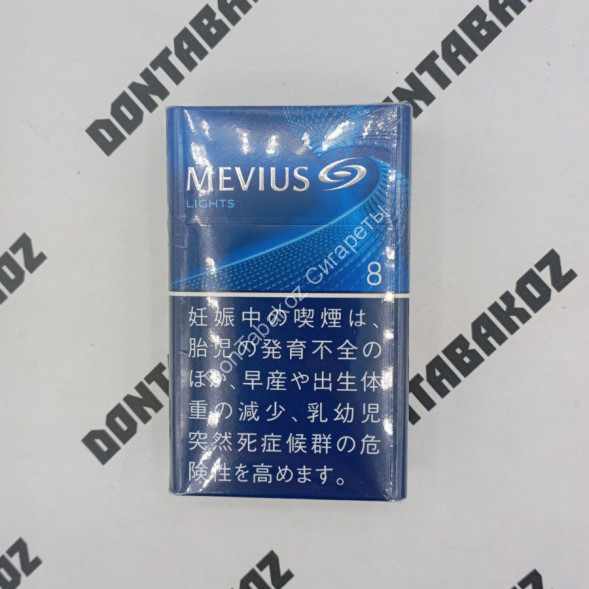 DONTABAKOZ
MEVIUS
LIGHTS
8
Dontabakoz Сигареты
妊娠中の喫煙は、
胎児の発育不全の
ほか、早産や出生体
重の減少、乳幼児
突然死症候群の危
険性を高めます。
DONTABAKOZ